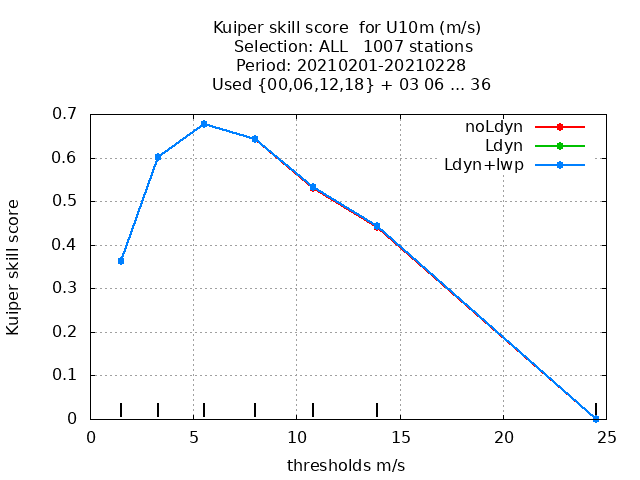 Kuiper skill score  for U10m (m/s)
Selection: ALL   1007 stations
Period: 20210201-20210228
Used {00,06,12,18} + 03 06 ... 36
noLdyn
Ldyn
Ldyn+lwp
Kuiper skill score
0.7
0.6
0.5
0.4
0.3
0.2
0.1
0
0 5 10 15 20 25
thresholds m/s